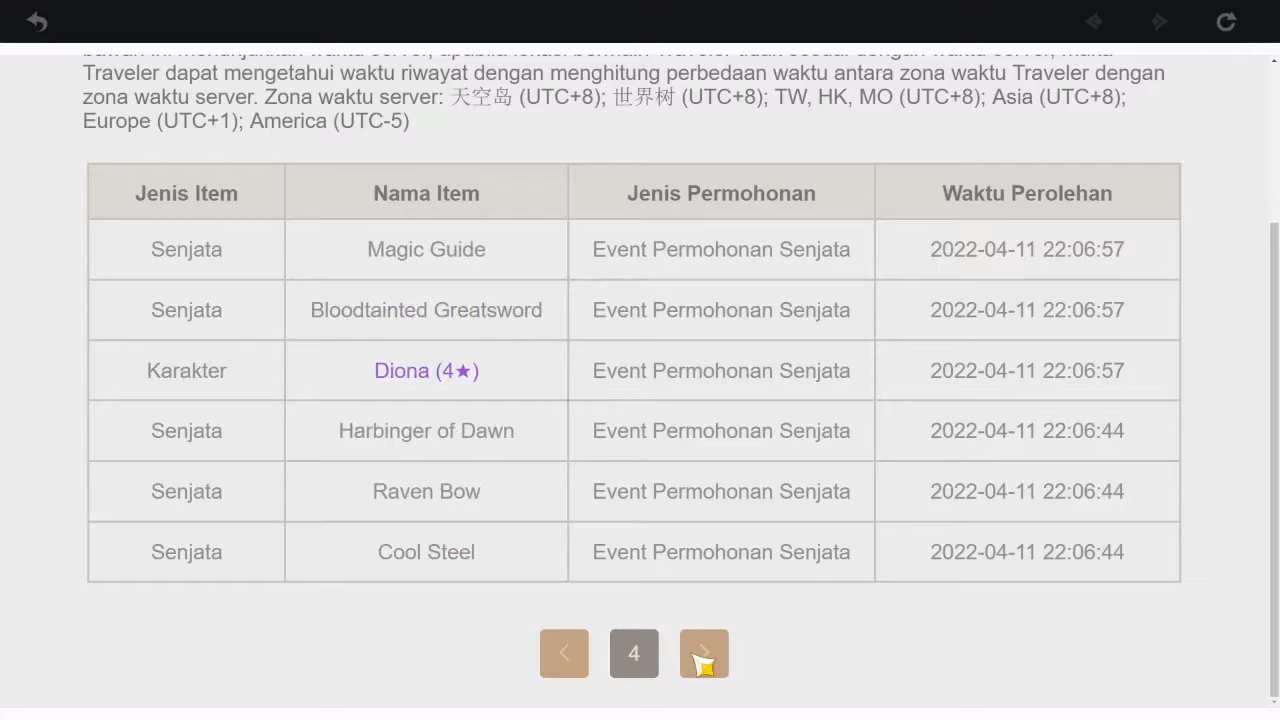 Traveler dapat mengetahui waktu riwayat dengan menghitung perbedaan waktu antara zona waktu Traveler dengan
zona waktu server. Zona waktu server: 天空岛 (UTC+8); 世界树 (UTC+8); TW, HK, MO (UTC+8); Asia (UTC+8);
Europe (UTC+1); America (UTC-5)
Jenis Item Nama Item Jenis Permohonan Waktu Perolehan
Senjata Magic Guide Event Permohonan Senjata 2022-04-11 22:06:57
Senjata Bloodtainted Greatsword Event Permohonan Senjata 2022-04-11 22:06:57
Karakter Diona (4★) Event Permohonan Senjata 2022-04-11 22:06:57
Senjata Harbinger of Dawn Event Permohonan Senjata 2022-04-11 22:06:44
Senjata Raven Bow Event Permohonan Senjata 2022-04-11 22:06:44
Senjata Cool Steel Event Permohonan Senjata 2022-04-11 22:06:44
4